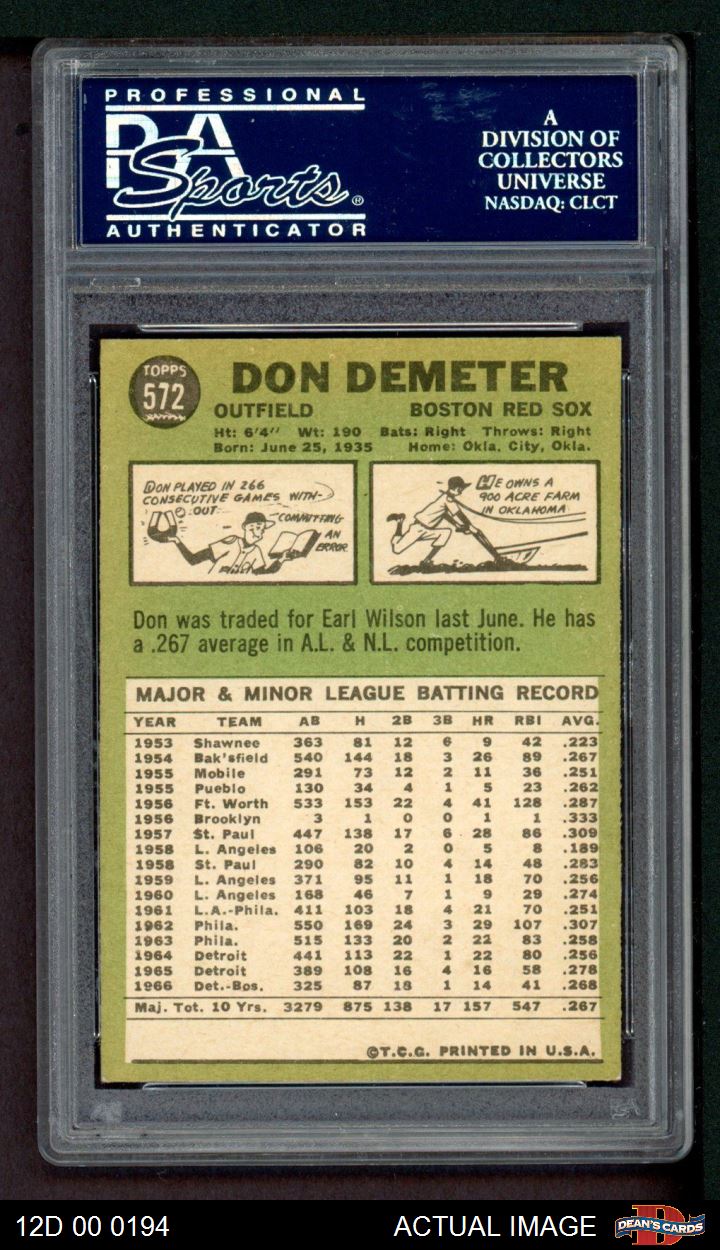 PROFESSIONAL
PSA
Sports®
AUTHENTICATOR
A
DIVISION OF
COLLECTORS
UNIVERSE
NASDAQ: CLCT
TOPPS
572
DON DEMETER
OUTFIELD BOSTON RED SOX
Ht: 6'4" Wt: 190 Bats: Right Throws: Right
Born: June 25, 1935 Home: Okla. City, Okla.
DON PLAYED IN 266
CONSECUTIVE GAMES WITH-
OUT
COMMITTING
AN
ERROR
HE OWNS A
900 ACRE FARM
IN OKLAHOMA
Don was traded for Earl Wilson last June. He has
a .267 average in A.L. & N.L. competition.
MAJOR & MINOR LEAGUE BATTING RECORD
YEAR TEAM AB H 2B 3B HR RBI AVG.
1953 Shawnee 363 81 12 6 9 42 .223
1954 Bak'sfield 540 144 18 3 26 89 .267
1955 Mobile 291 73 12 2 11 36 .251
1955 Pueblo 130 34 4 1 5 23 .262
1956 Ft. Worth 533 153 22 4 41 128 .287
1956 Brooklyn 3 1 0 0 1 1 .333
1957 St. Paul 447 138 17 6 28 86 .309
1958 L. Angeles 106 20 2 0 5 8 .189
1958 St. Paul 290 82 10 4 14 48 .283
1959 L. Angeles 371 95 11 1 18 70 .256
1960 L. Angeles 168 46 7 1 9 29 .274
1961 L.A.-Phila. 411 103 18 4 21 70 .251
1962 Phila. 550 169 24 3 29 107 .307
1963 Phila. 515 133 20 2 22 83 .258
1964 Detroit 441 113 22 1 22 80 .256
1965 Detroit 389 108 16 4 16 58 .278
1966 Det.-Bos. 325 87 18 1 14 41 .268
Maj. Tot. 10 Yrs. 3279 875 138 17 157 547 .267
©T.C.G. PRINTED IN U.S.A.
12D 00 0194 ACTUAL IMAGE
D
DEAN'S CARDS